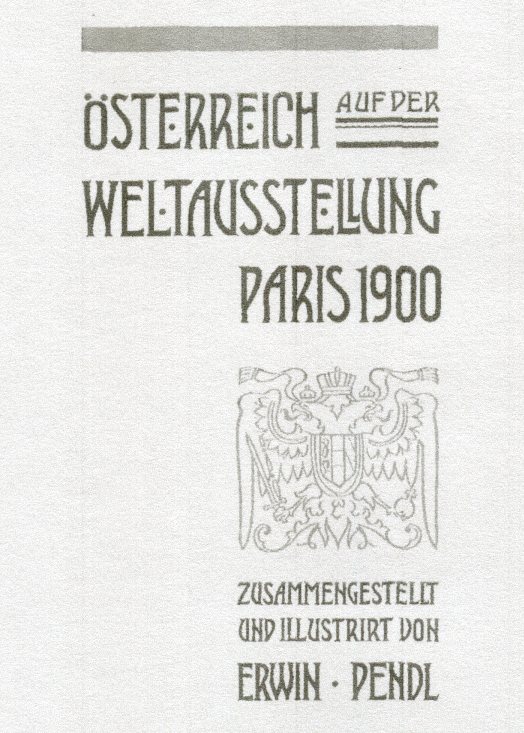 ÖSTERREICH AUF DER
WELTAUSSTELLUNG
PARIS 1900
ZUSAMMENGESTELLT
UND ILLUSTRIRT VON
ERWIN · PENDL